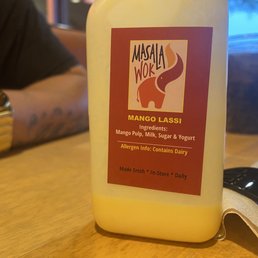 MASALA
WOK
MANGO LASSI
Ingredients:
Mango Pulp, Milk, Sugar & Yogurt
Allergen Info: Contains Dairy
Made Fresh * In-Store * Daily